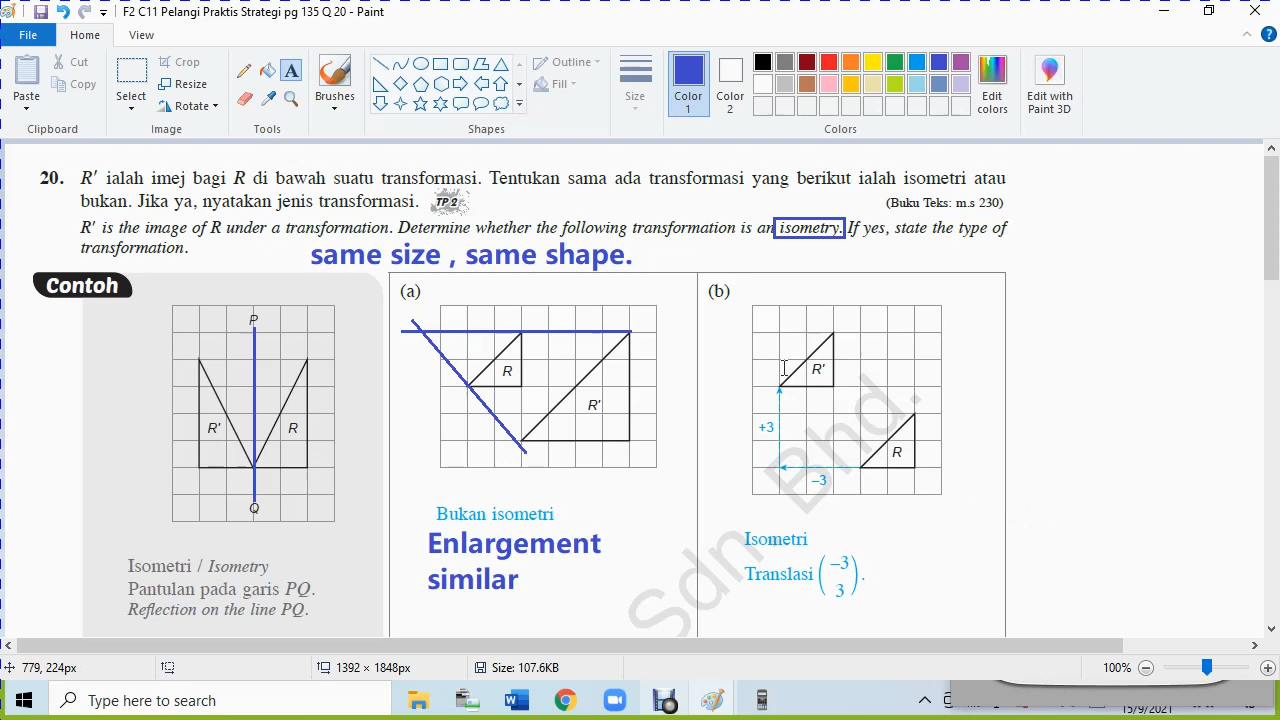 F2 C11 Pelangi Praktis Strategi pg 135 Q 20 - Paint
File
Home
View
Paste
Cut
Copy
Clipboard
Select
Crop
Resize
Rotate
Image
A
Tools
Brushes
Outline
Fill
Shapes
Size
Color 1
Color 2
Edit colors
Colors
Edit with Paint 3D
20. R' ialah imej bagi R di bawah suatu transformasi. Tentukan sama ada transformasi yang berikut ialah isometri atau
bukan. Jika ya, nyatakan jenis transformasi. TP 2 (Buku Teks: m.s 230)
R' is the image of R under a transformation. Determine whether the following transformation is an isometry. If yes, state the type of
transformation.
same size , same shape.
Contoh
P
R' R
Q
Isometri / Isometry
Pantulan pada garis PQ.
Reflection on the line PQ.
(a)
R
R'
Bukan isometri
Enlargement
similar
(b)
R'
+3
R
–3
Isometri
Translasi (–3
3).
Sdn Bhd.
779, 224px
1392 × 1848px
Size: 107.6KB
100%
Type here to search
15/9/2021